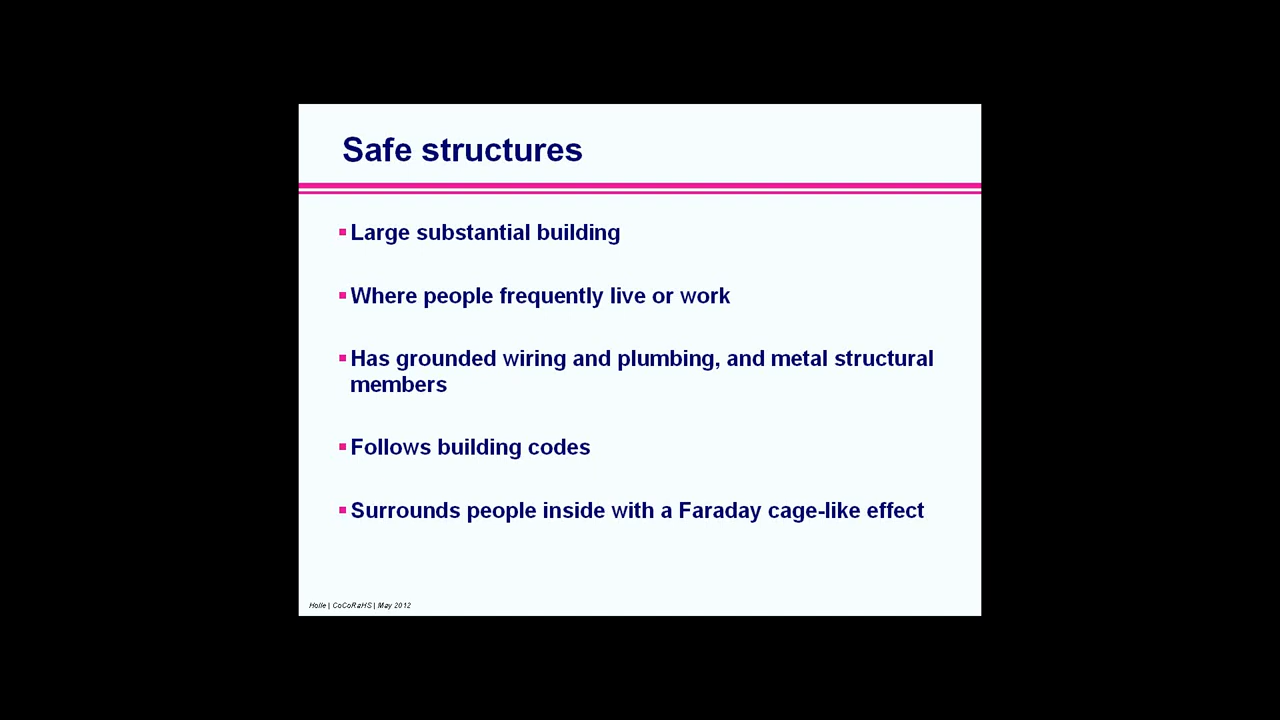 Safe structures
▪Large substantial building
▪Where people frequently live or work
▪Has grounded wiring and plumbing, and metal structural
members
▪Follows building codes
▪Surrounds people inside with a Faraday cage-like effect
Holle | CoCoRaHS | May 2012